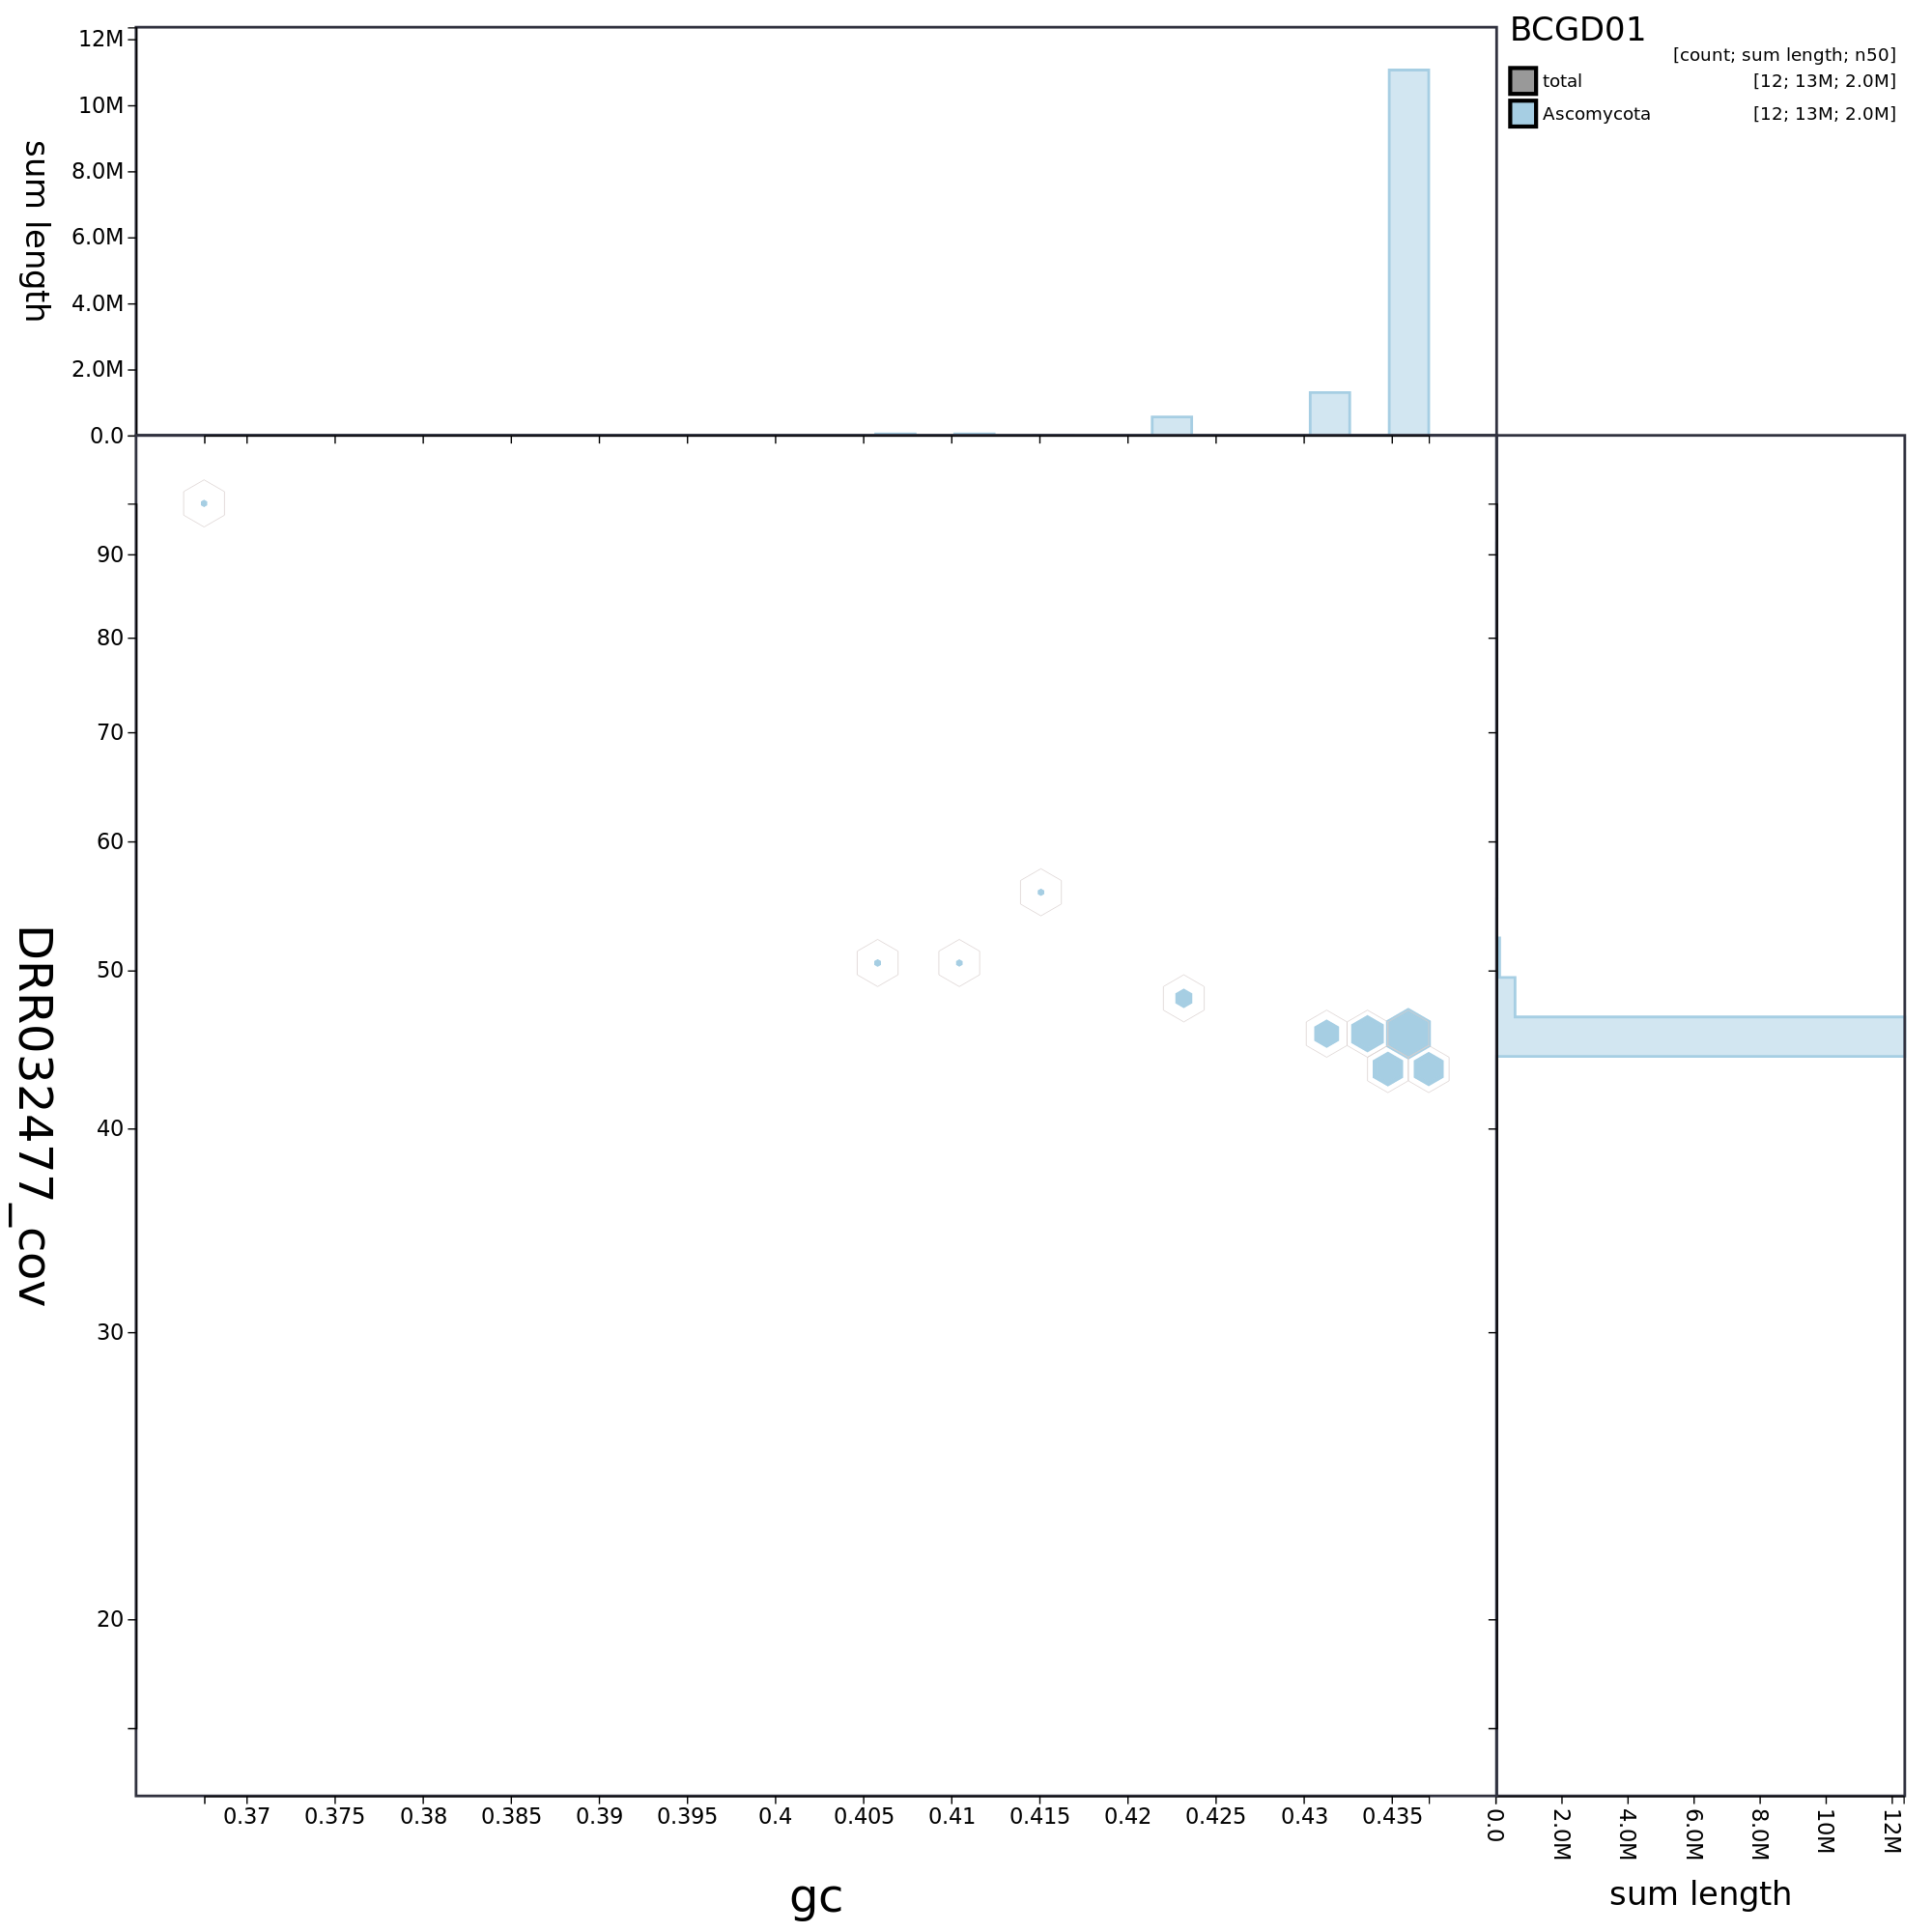 BCGD01
[count; sum length; n50]
total [12; 13M; 2.0M]
Ascomycota [12; 13M; 2.0M]
sum length
12M
10M
8.0M
6.0M
4.0M
2.0M
0.0
DRR032477_cov
90
80
70
60
50
40
30
20
0.37 0.375 0.38 0.385 0.39 0.395 0.4 0.405 0.41 0.415 0.42 0.425 0.43 0.435
gc
0.0 2.0M 4.0M 6.0M 8.0M 10M 12M
sum length